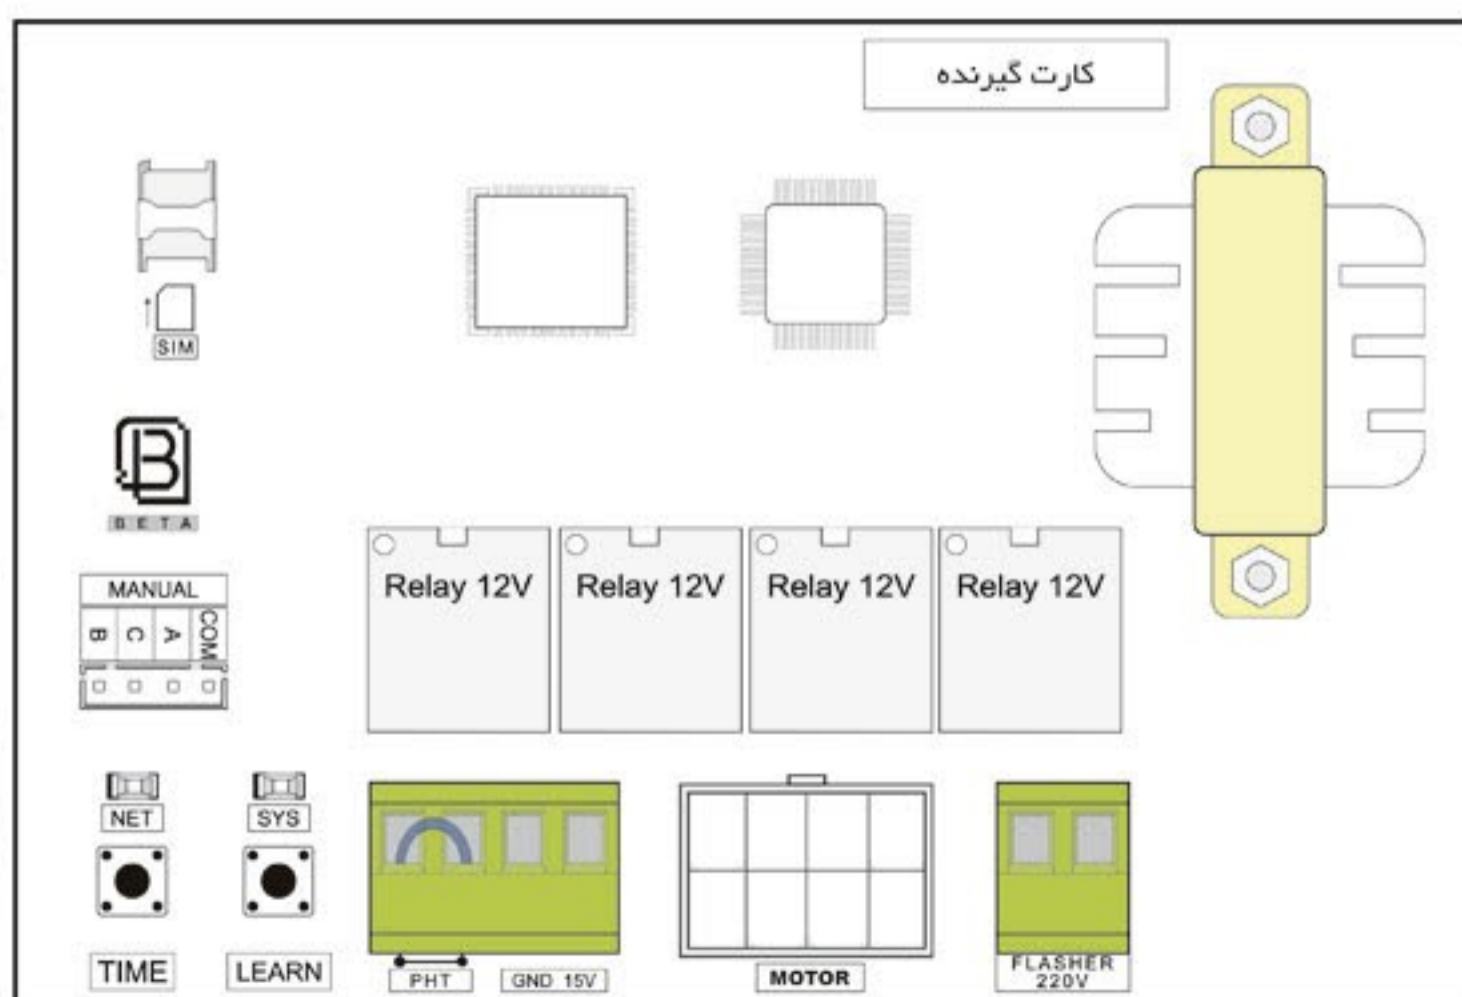 کارت گیرنده
SIM
BETA
Relay 12V
Relay 12V
Relay 12V
Relay 12V
MANUAL
B C A COM
NET
SYS
TIME
LEARN
PHT
GND 15V
MOTOR
FLASHER
220V